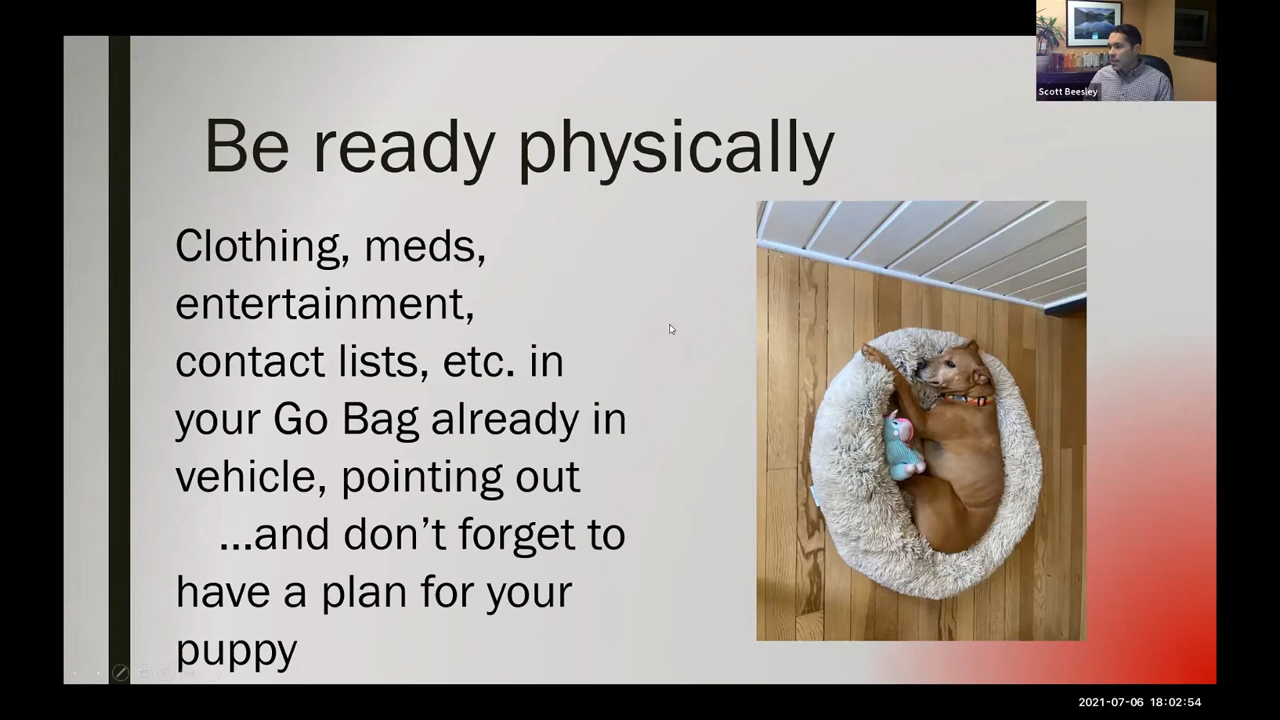 Scott Beesley
Be ready physically
Clothing, meds,
entertainment,
contact lists, etc. in
your Go Bag already in
vehicle, pointing out
...and don’t forget to
have a plan for your
puppy
2021-07-06 18:02:54